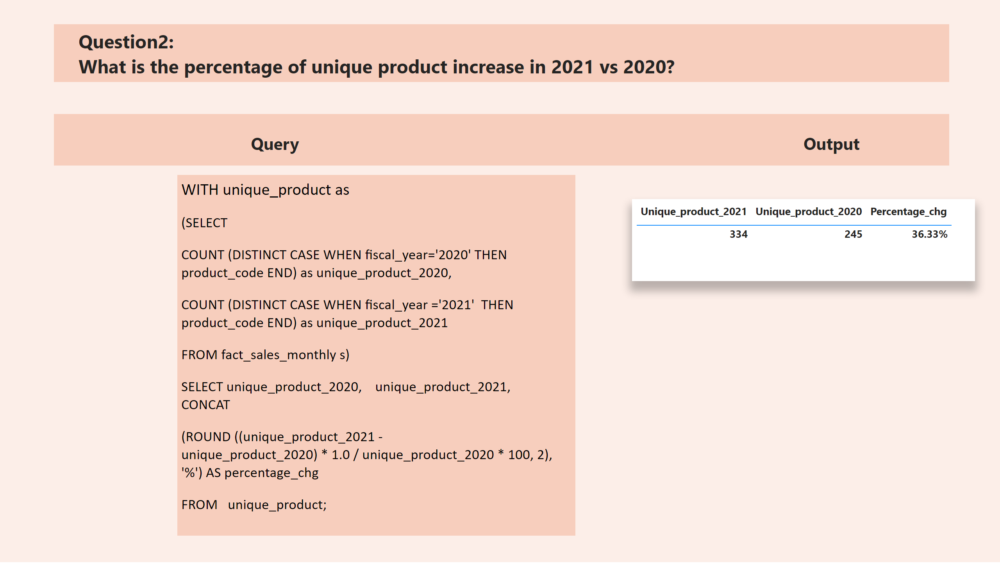 Question2:
What is the percentage of unique product increase in 2021 vs 2020?
Query
Output
WITH unique_product as
(SELECT
COUNT (DISTINCT CASE WHEN fiscal_year='2020' THEN
product_code END) as unique_product_2020,
COUNT (DISTINCT CASE WHEN fiscal_year ='2021'  THEN
product_code END) as unique_product_2021
FROM fact_sales_monthly s)
SELECT unique_product_2020,    unique_product_2021,
CONCAT
(ROUND ((unique_product_2021 -
unique_product_2020) * 1.0 / unique_product_2020 * 100, 2),
'%') AS percentage_chg
FROM   unique_product;
Unique_product_2021 Unique_product_2020 Percentage_chg
334 245 36.33%